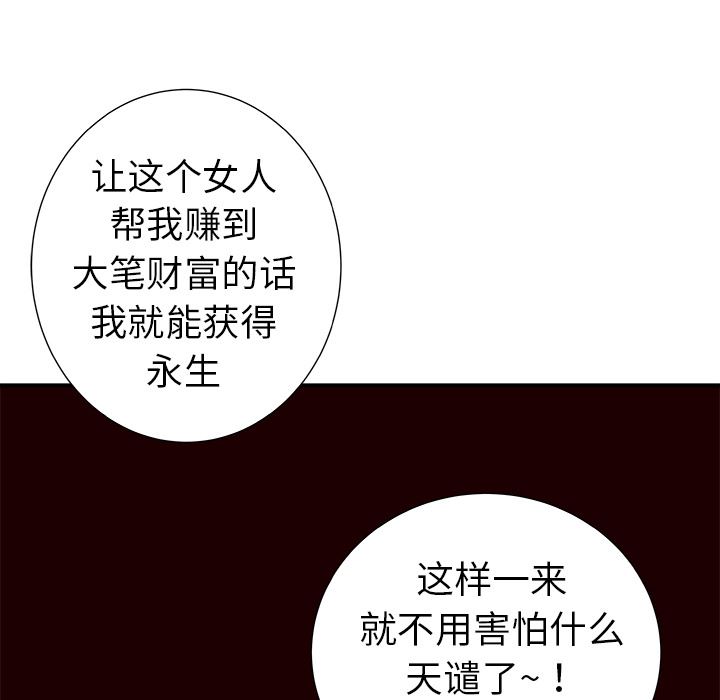 让这个女人
帮我赚到
大笔财富的话
我就能获得
永生
这样一来
就不用害怕什么
天谴了~！